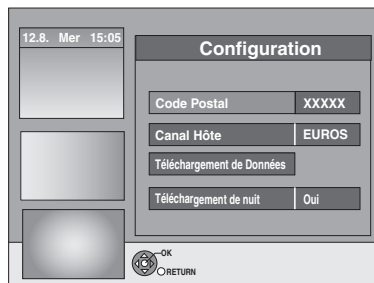 12.8. Mer 15:05
Configuration
Code Postal XXXXX
Canal Hôte EUROS
Téléchargement de Données
Téléchargement de nuit Oui
OK
RETURN